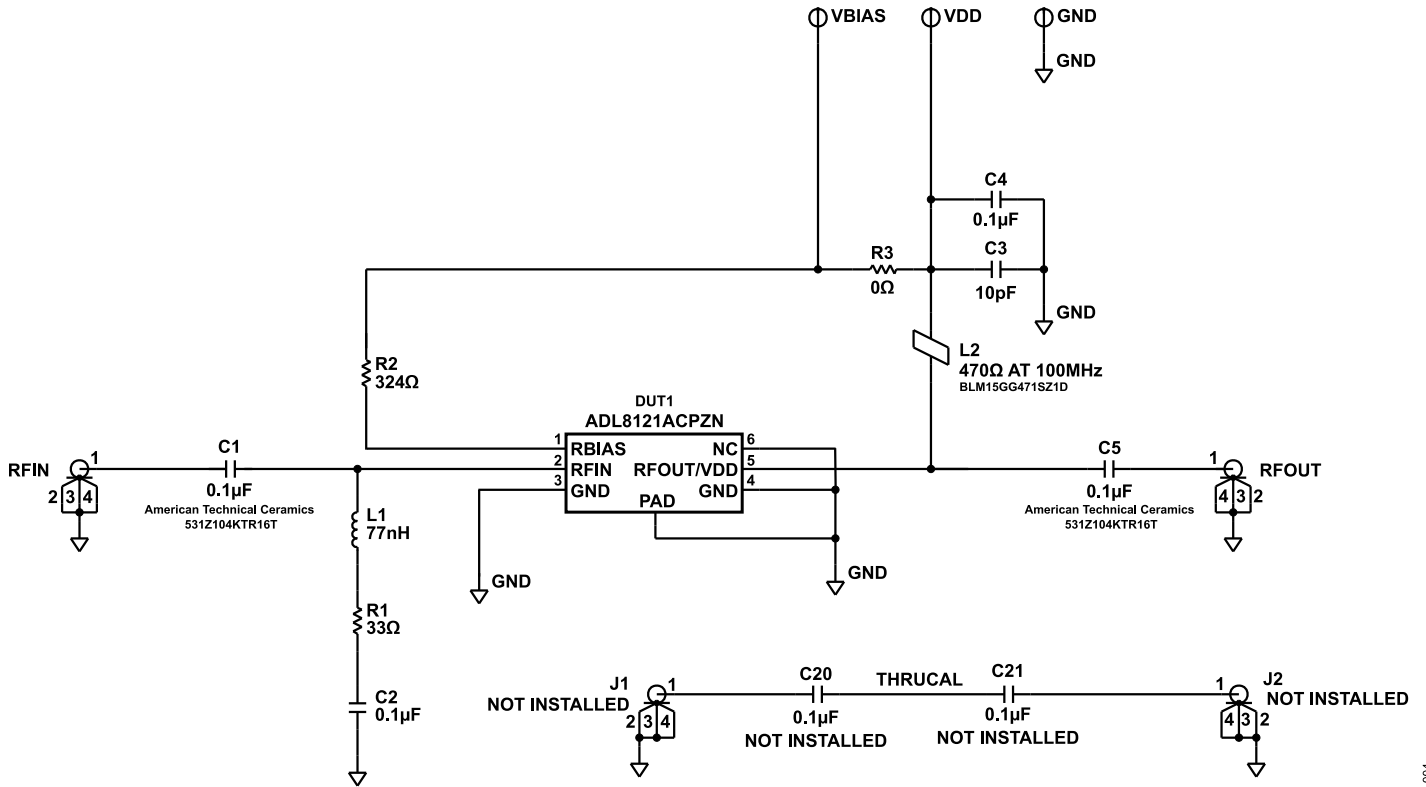 VBIAS
VDD
GND
GND
C4
0.1µF
R3
0Ω
C3
10pF
GND
L2
470Ω AT 100MHz
BLM15GG471SZ1D
R2
324Ω
DUT1
ADL8121ACPZN
1 RBIAS NC 6
2 RFIN RFOUT/VDD 5
3 GND GND 4
PAD
RFIN
1
2 3 4
C1
0.1µF
American Technical Ceramics
531Z104KTR16T
C5
0.1µF
American Technical Ceramics
531Z104KTR16T
1
RFOUT
4 3 2
L1
77nH
GND
GND
R1
33Ω
C2
0.1µF
J1
NOT INSTALLED
1
2 3 4
C20
0.1µF
NOT INSTALLED
THRUCAL
C21
0.1µF
NOT INSTALLED
1
J2
NOT INSTALLED
4 3 2